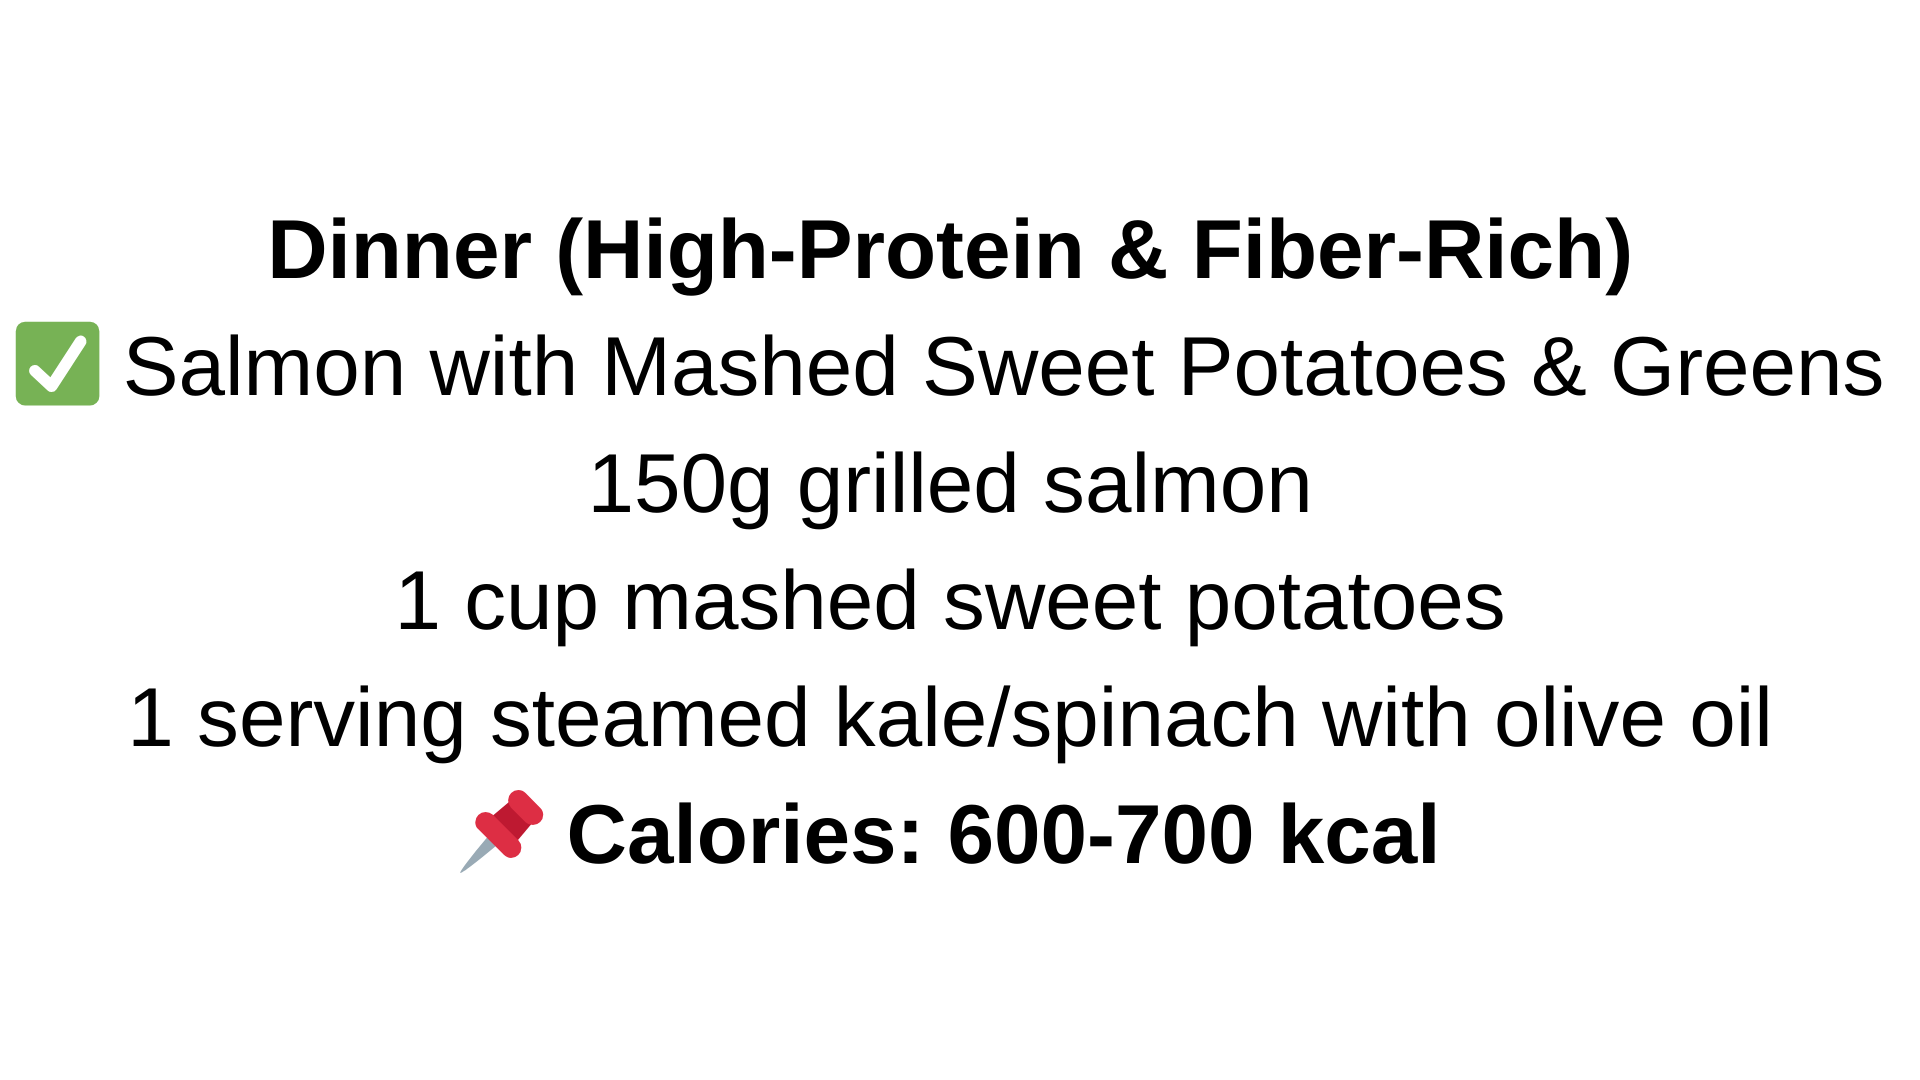 Dinner (High-Protein & Fiber-Rich)
✅ Salmon with Mashed Sweet Potatoes & Greens
150g grilled salmon
1 cup mashed sweet potatoes
1 serving steamed kale/spinach with olive oil
📌 Calories: 600-700 kcal